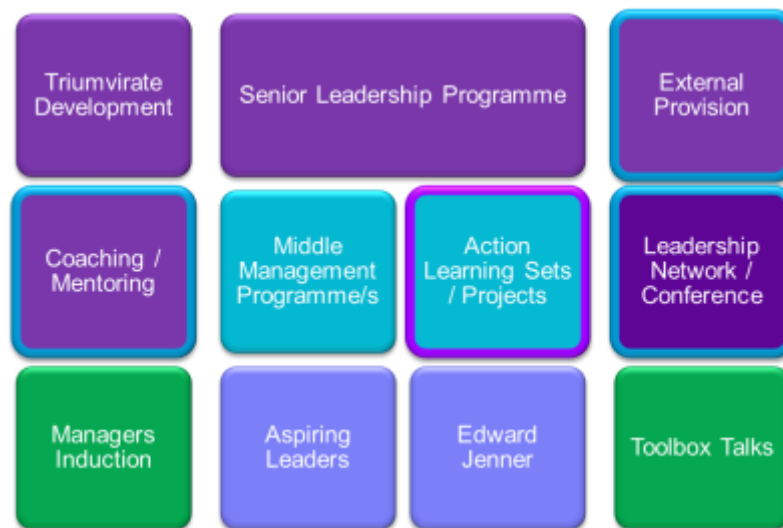 Triumvirate
Development
Senior Leadership Programme
External
Provision
Coaching /
Mentoring
Middle
Management
Programme/s
Action
Learning Sets
/ Projects
Leadership
Network /
Conference
Managers
Induction
Aspiring
Leaders
Edward
Jenner
Toolbox Talks